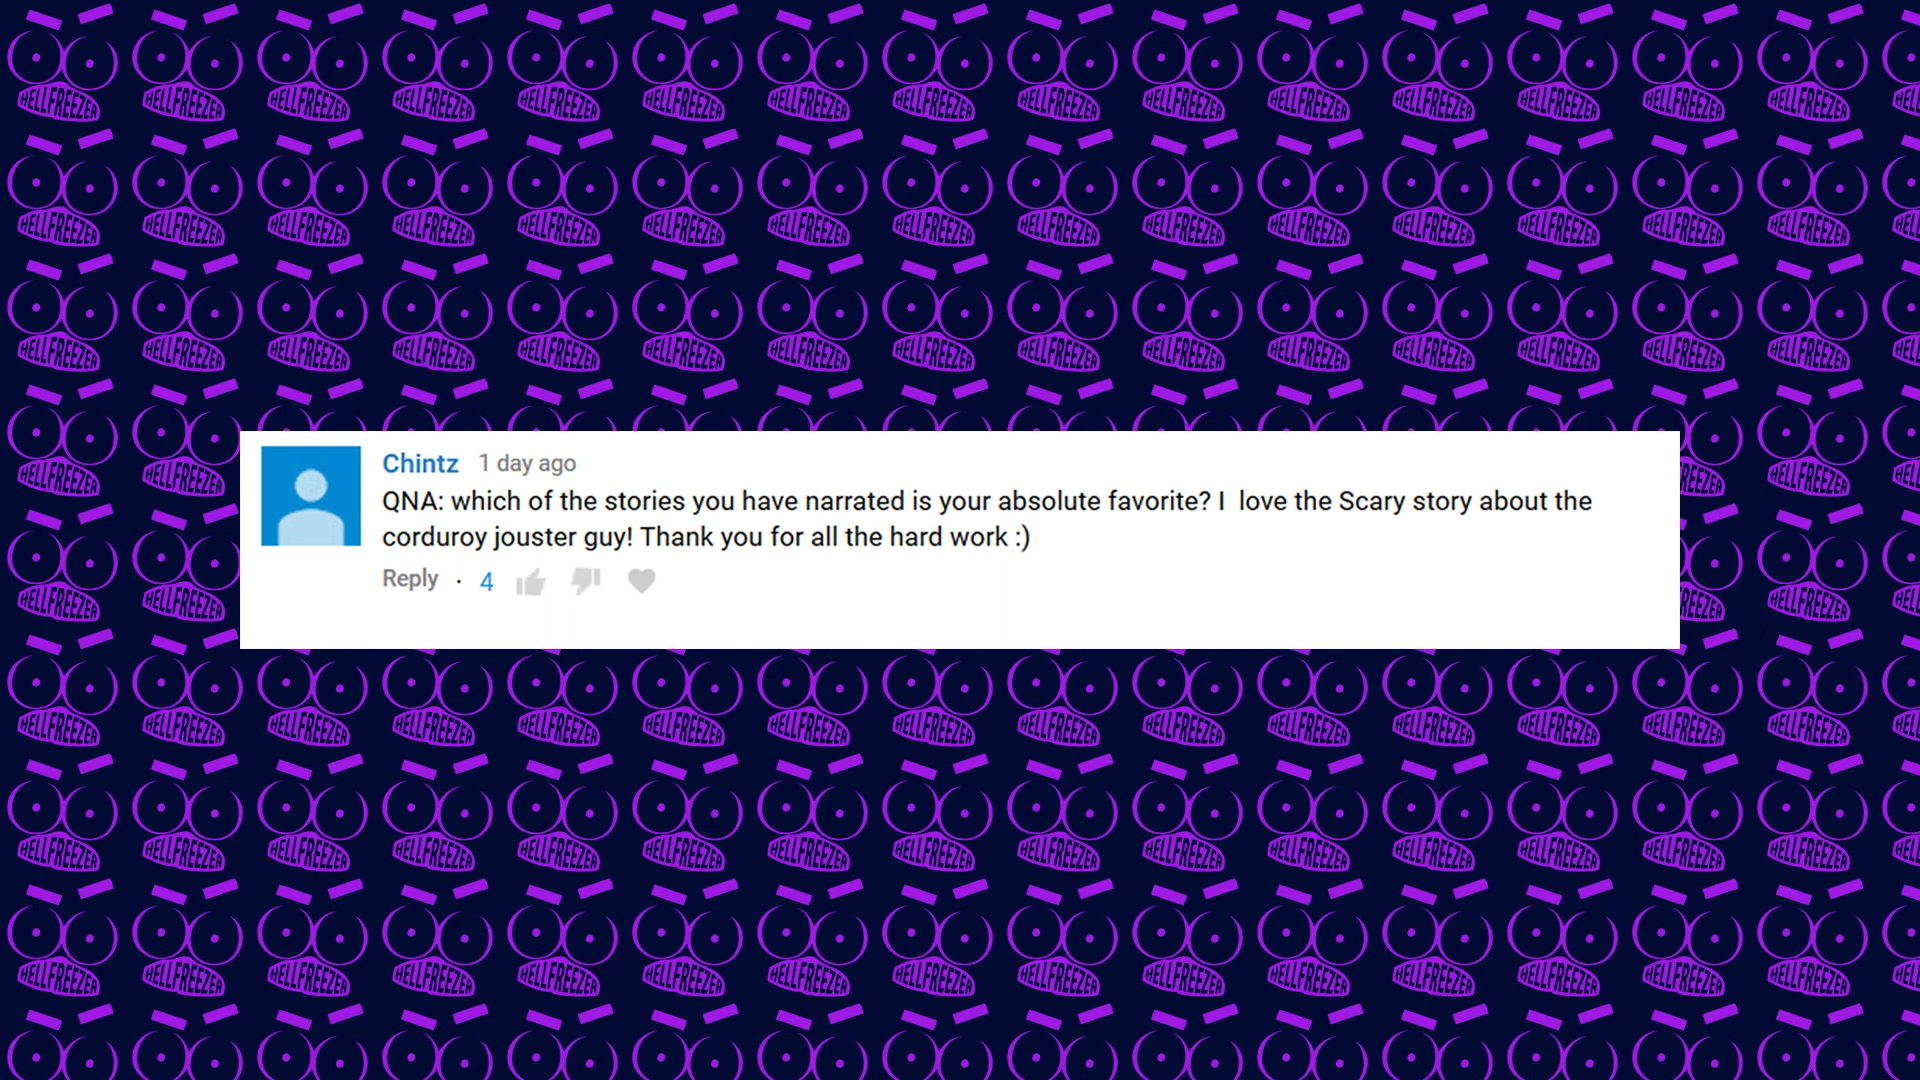 Chintz 1 day ago
QNA: which of the stories you have narrated is your absolute favorite? I  love the Scary story about the
corduroy jouster guy! Thank you for all the hard work :)
Reply · 4
HELLFREEZER